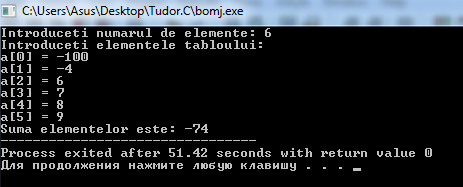 C:\Users\Asus\Desktop\Tudor.C\bomj.exe
Introduceti numarul de elemente: 6
Introduceti elementele tabloului:
a[0] = -100
a[1] = -4
a[2] = 6
a[3] = 7
a[4] = 8
a[5] = 9
Suma elementelor este: -74
--------------------------------
Process exited after 51.42 seconds with return value 0
Для продолжения нажмите любую клавишу . . . _